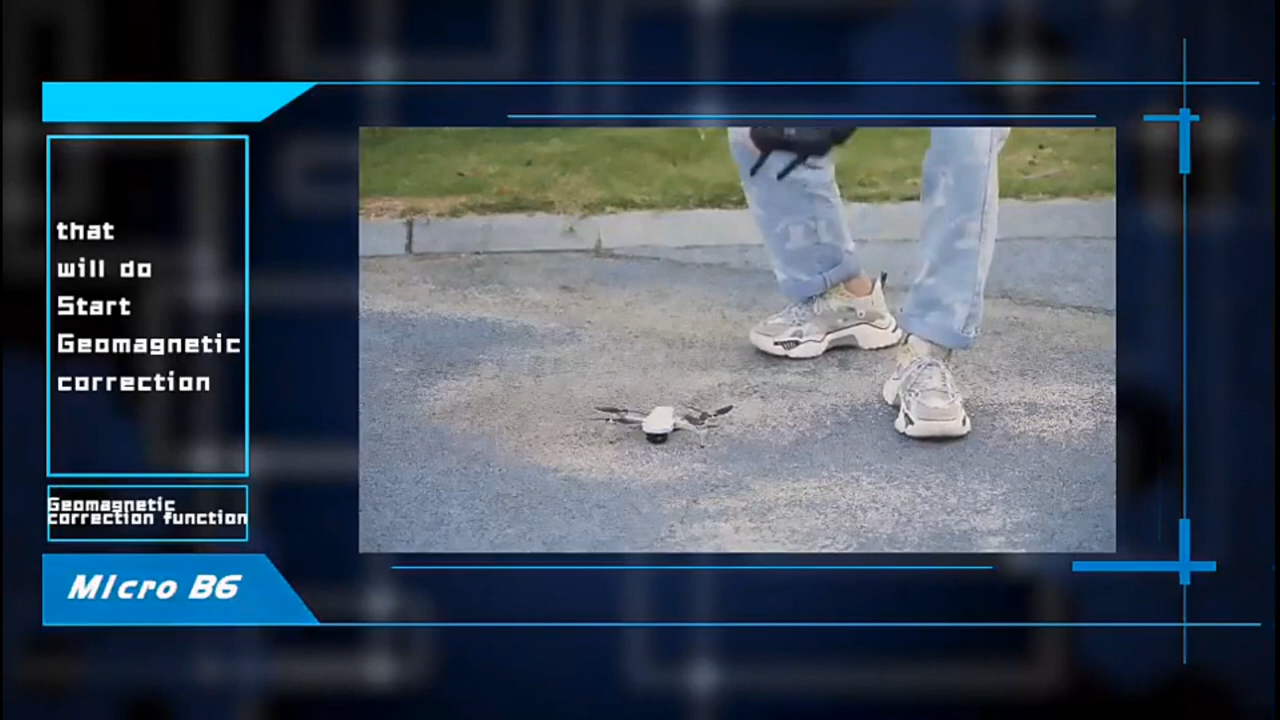 that
will do
Start
Geomagnetic
correction
Geomagnetic
correction function
MIcro B6